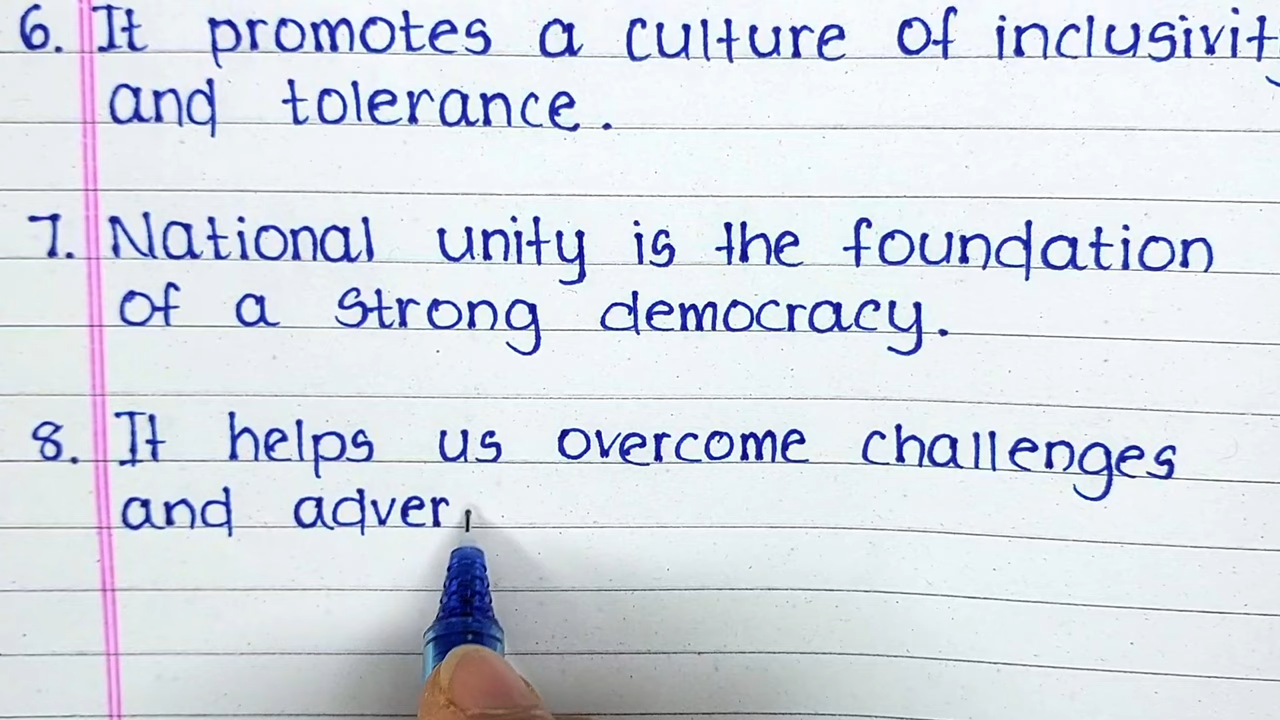 6. It promotes a culture of inclusivity
and tolerance.
7. National unity is the foundation
of a strong democracy.
8. It helps us overcome challenges
and adver